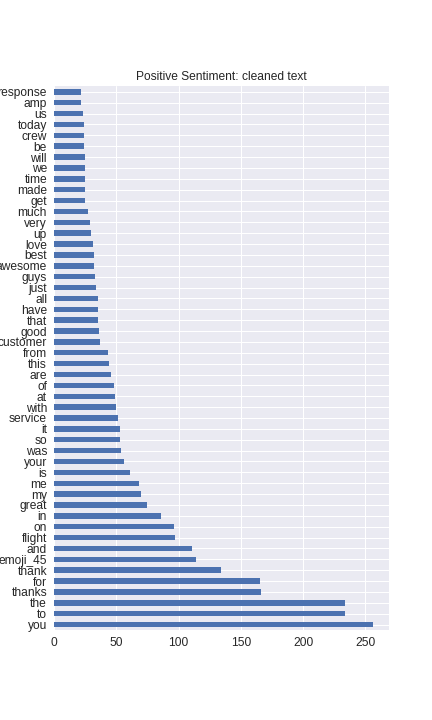 Positive Sentiment: cleaned text
response
amp
us
today
crew
be
will
we
time
made
get
much
very
up
love
best
awesome
guys
just
all
have
that
good
customer
from
this
are
of
at
with
service
it
so
was
your
is
me
my
great
in
on
flight
and
emoji_45
thank
for
thanks
the
to
you
0 50 100 150 200 250